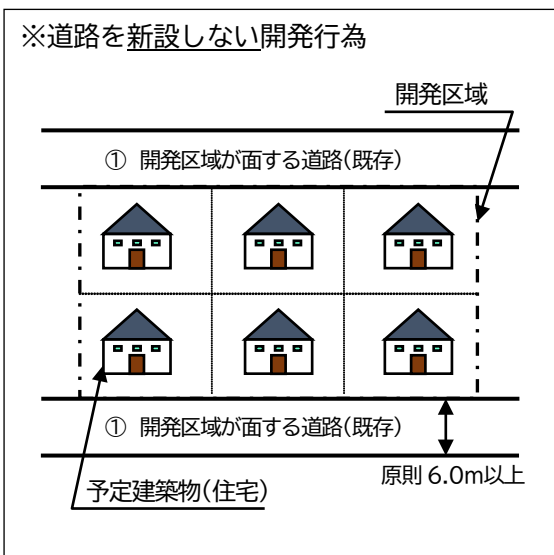 ※道路を新設しない開発行為
開発区域
① 開発区域が面する道路(既存)
① 開発区域が面する道路(既存)
原則 6.0m以上
予定建築物(住宅)